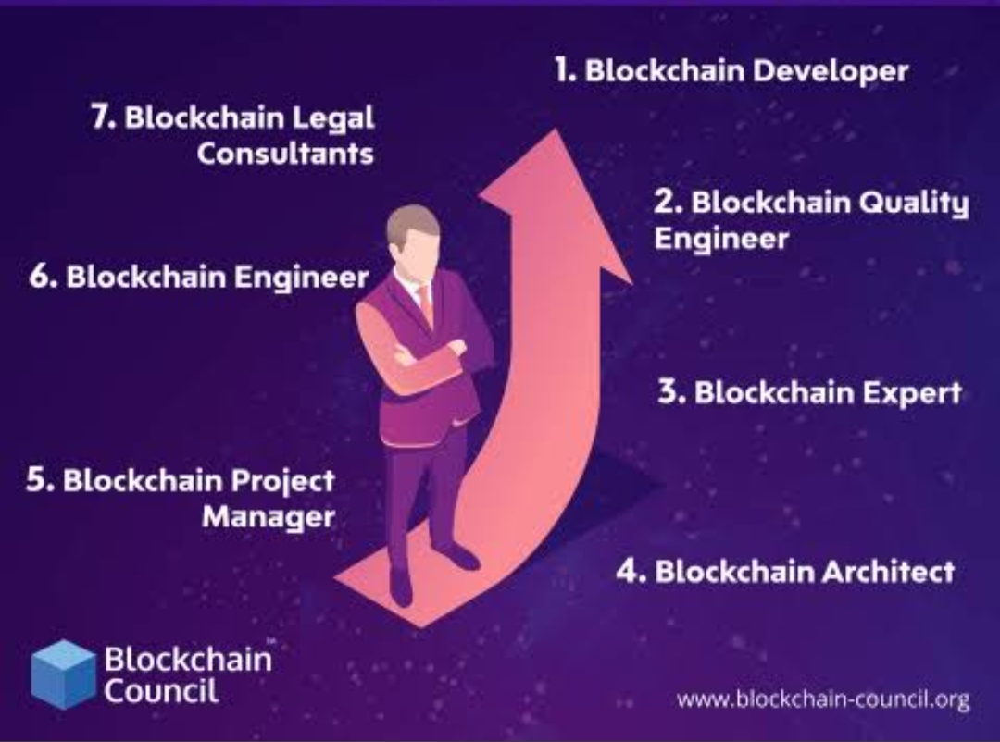 1. Blockchain Developer
2. Blockchain Quality
Engineer
3. Blockchain Expert
4. Blockchain Architect
5. Blockchain Project
Manager
6. Blockchain Engineer
7. Blockchain Legal
Consultants
Blockchain
Council
www.blockchain-council.org